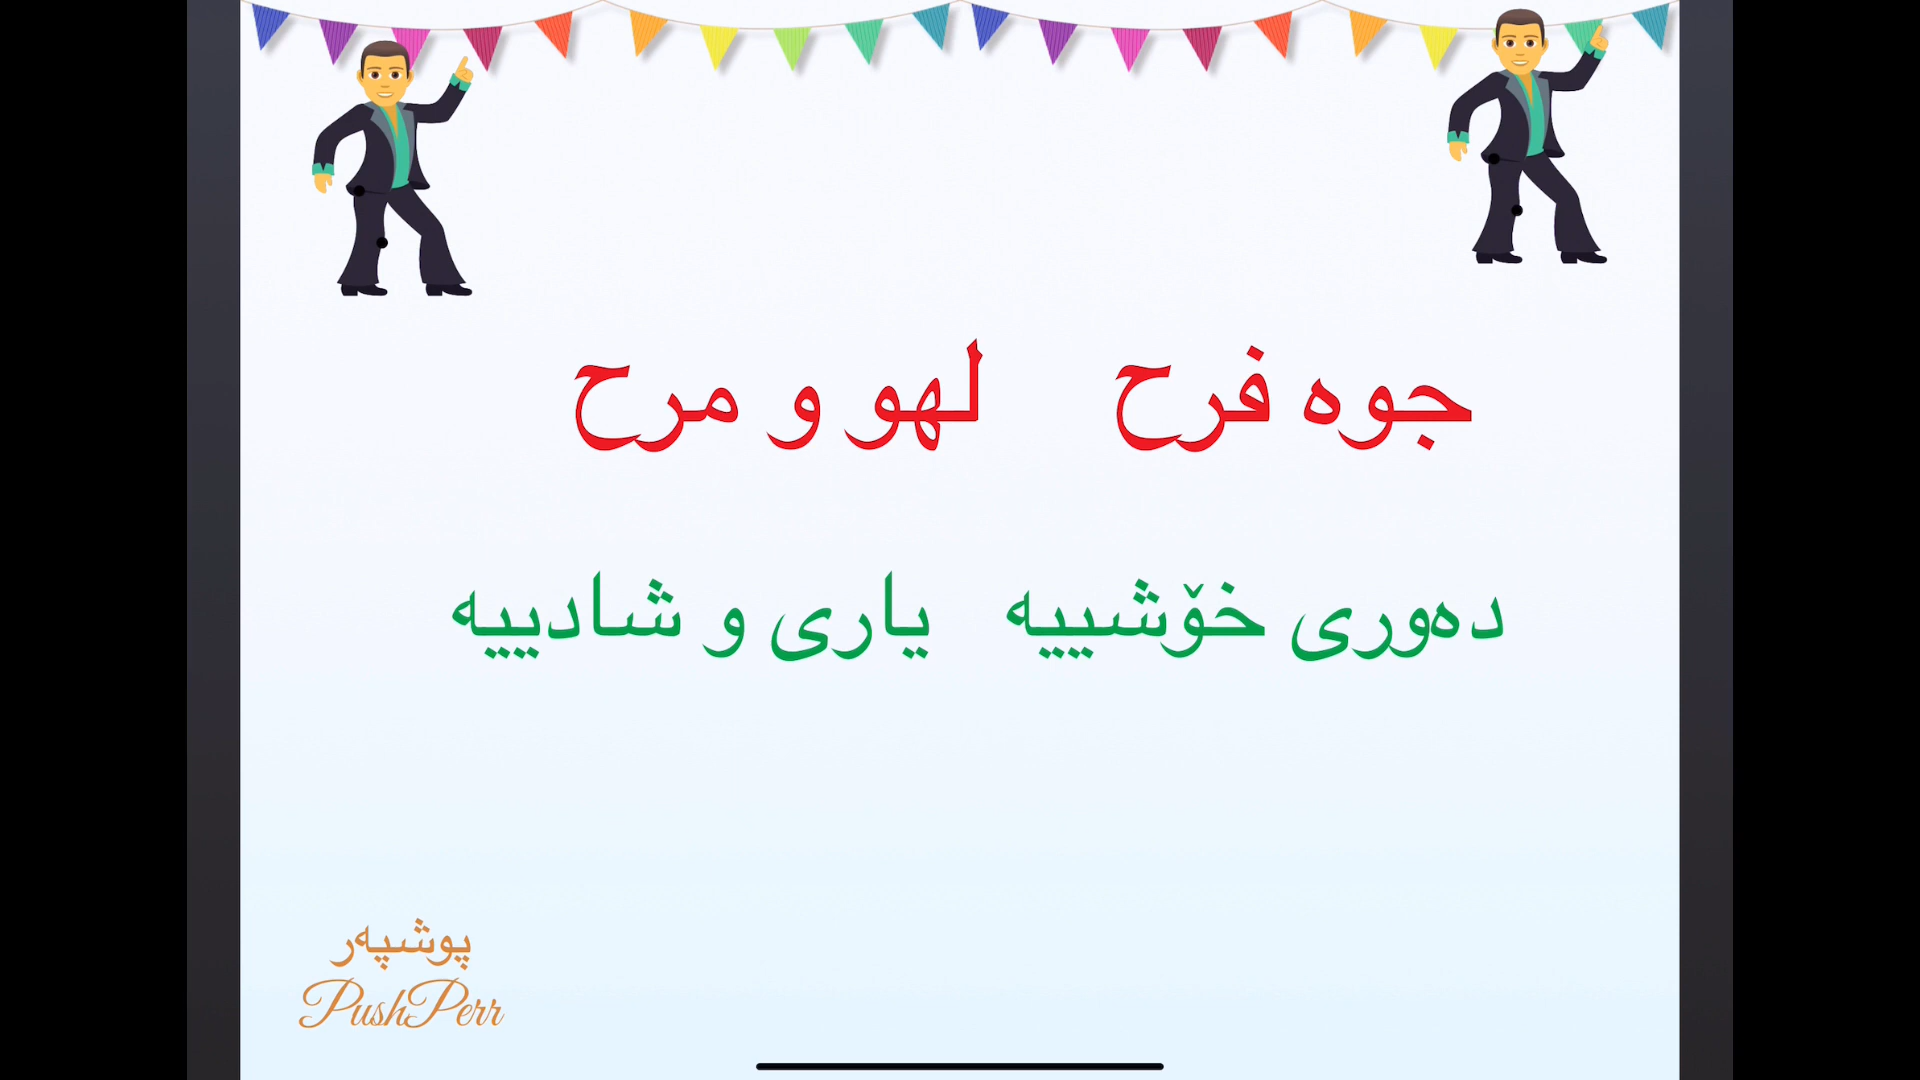 جوه فرح لهو و مرح
دەوری خۆشییە یاری و شادییە
پوشپەر
PushPerr